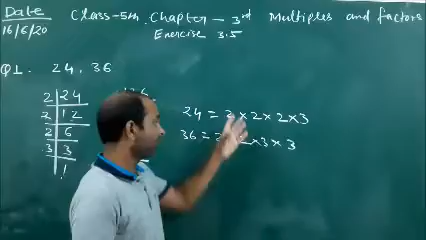 Date Class-5th Chapter - 3rd Multiples and factors
16/6/20 Exercise 3.5
Q1. 24, 36
2 | 24
2 | 12
2 | 6
3 | 3
1
24 = 2 × 2 × 2 × 3
36 = × 3 × 3